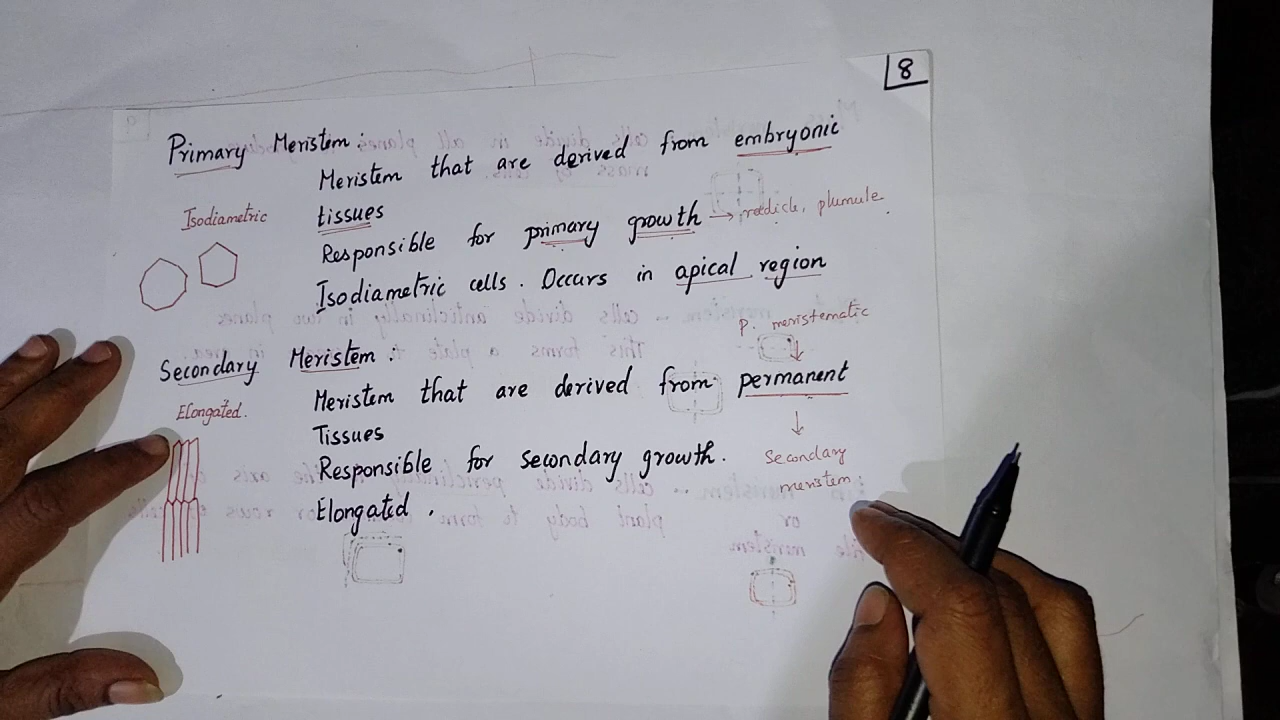 8
Primary Meristem :
Meristem that are derived from embryonic
tissues
Isodiametric
Responsible for primary growth → radicle, plumule
Isodiametric cells. Occurs in apical region
P. meristematic
Secondary Meristem :
Meristem that are derived from permanent
Elongated.
Tissues
Responsible for secondary growth.
Secondary
meristem
Elongated .